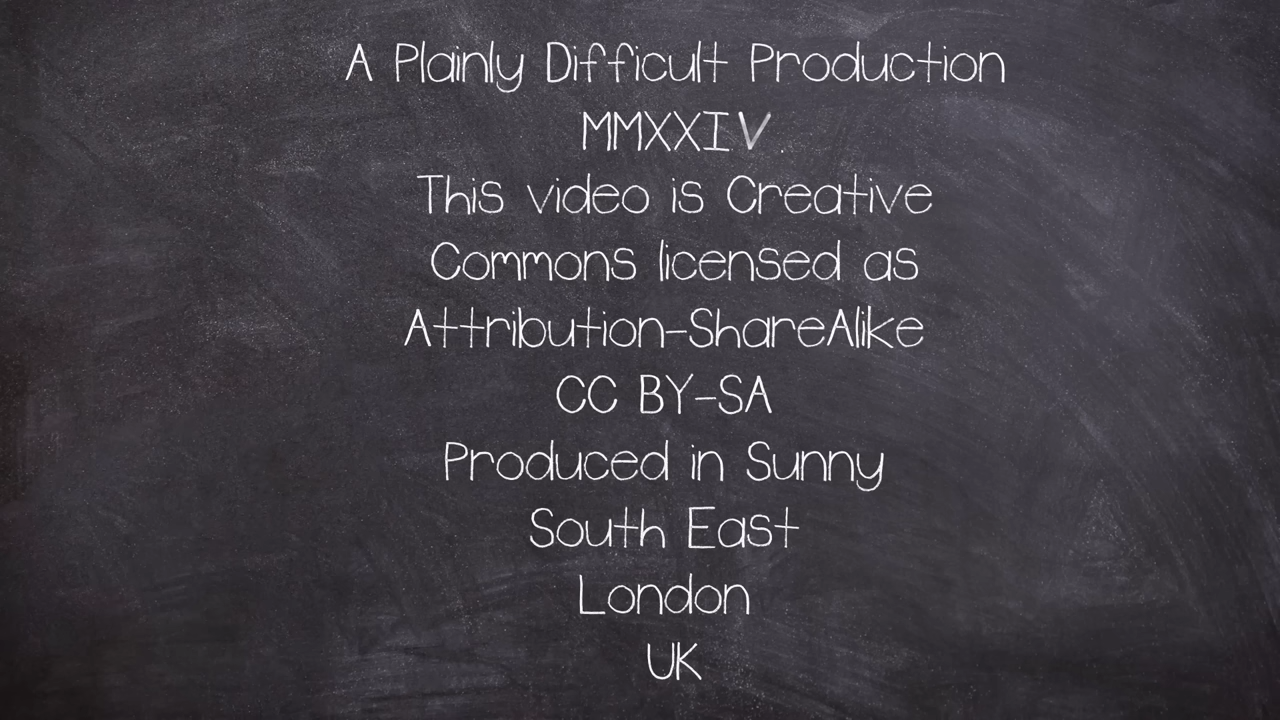 A Plainly Difficult Production
MMXXIV.
This video is Creative
Commons licensed as
Attribution-ShareAlike
CC BY-SA
Produced in Sunny
South East
London
UK